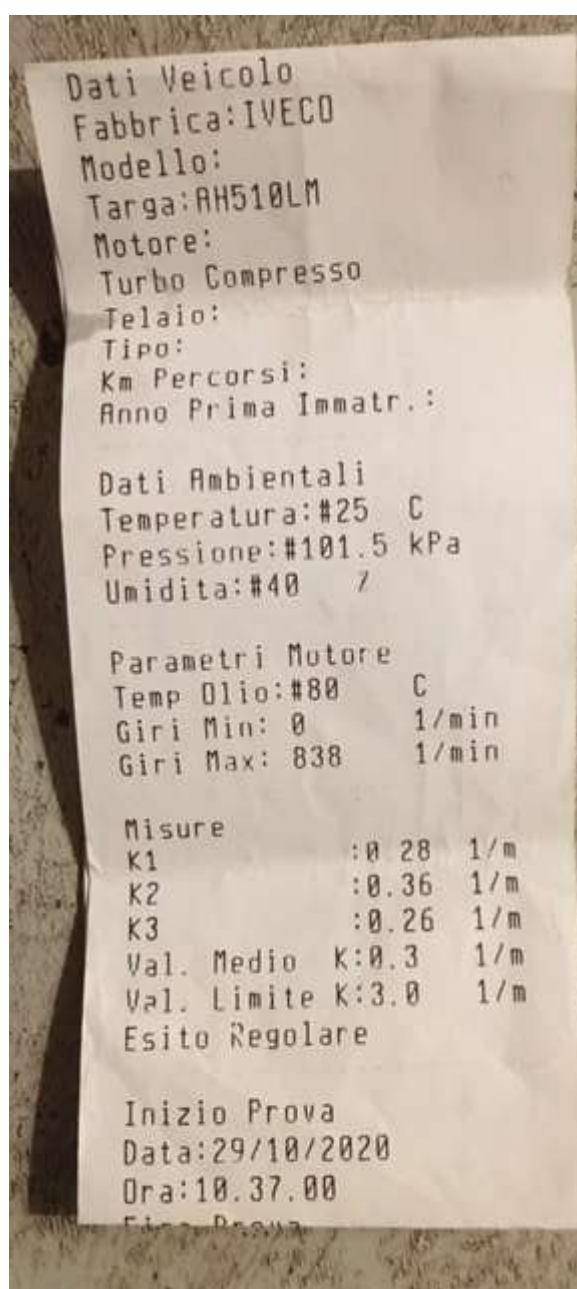 Dati Veicolo
Fabbrica:IVECO
Modello:
Targa:AH510LM
Motore:
Turbo Compresso
Telaio:
Tipo:
Km Percorsi:
Anno Prima Immatr.:
Dati Ambientali
Temperatura:#25 C
Pressione:#101.5 kPa
Umidita:#40 %
Parametri Motore
Temp Olio:#80 C
Giri Min: 0 1/min
Giri Max: 838 1/min
Misure
K1 :0 28 1/m
K2 :0.36 1/m
K3 :0.26 1/m
Val. Medio K:0.3 1/m
Val. Limite K:3.0 1/m
Esito Regolare
Inizio Prova
Data:29/10/2020
Ora:10.37.00
Fine Prova